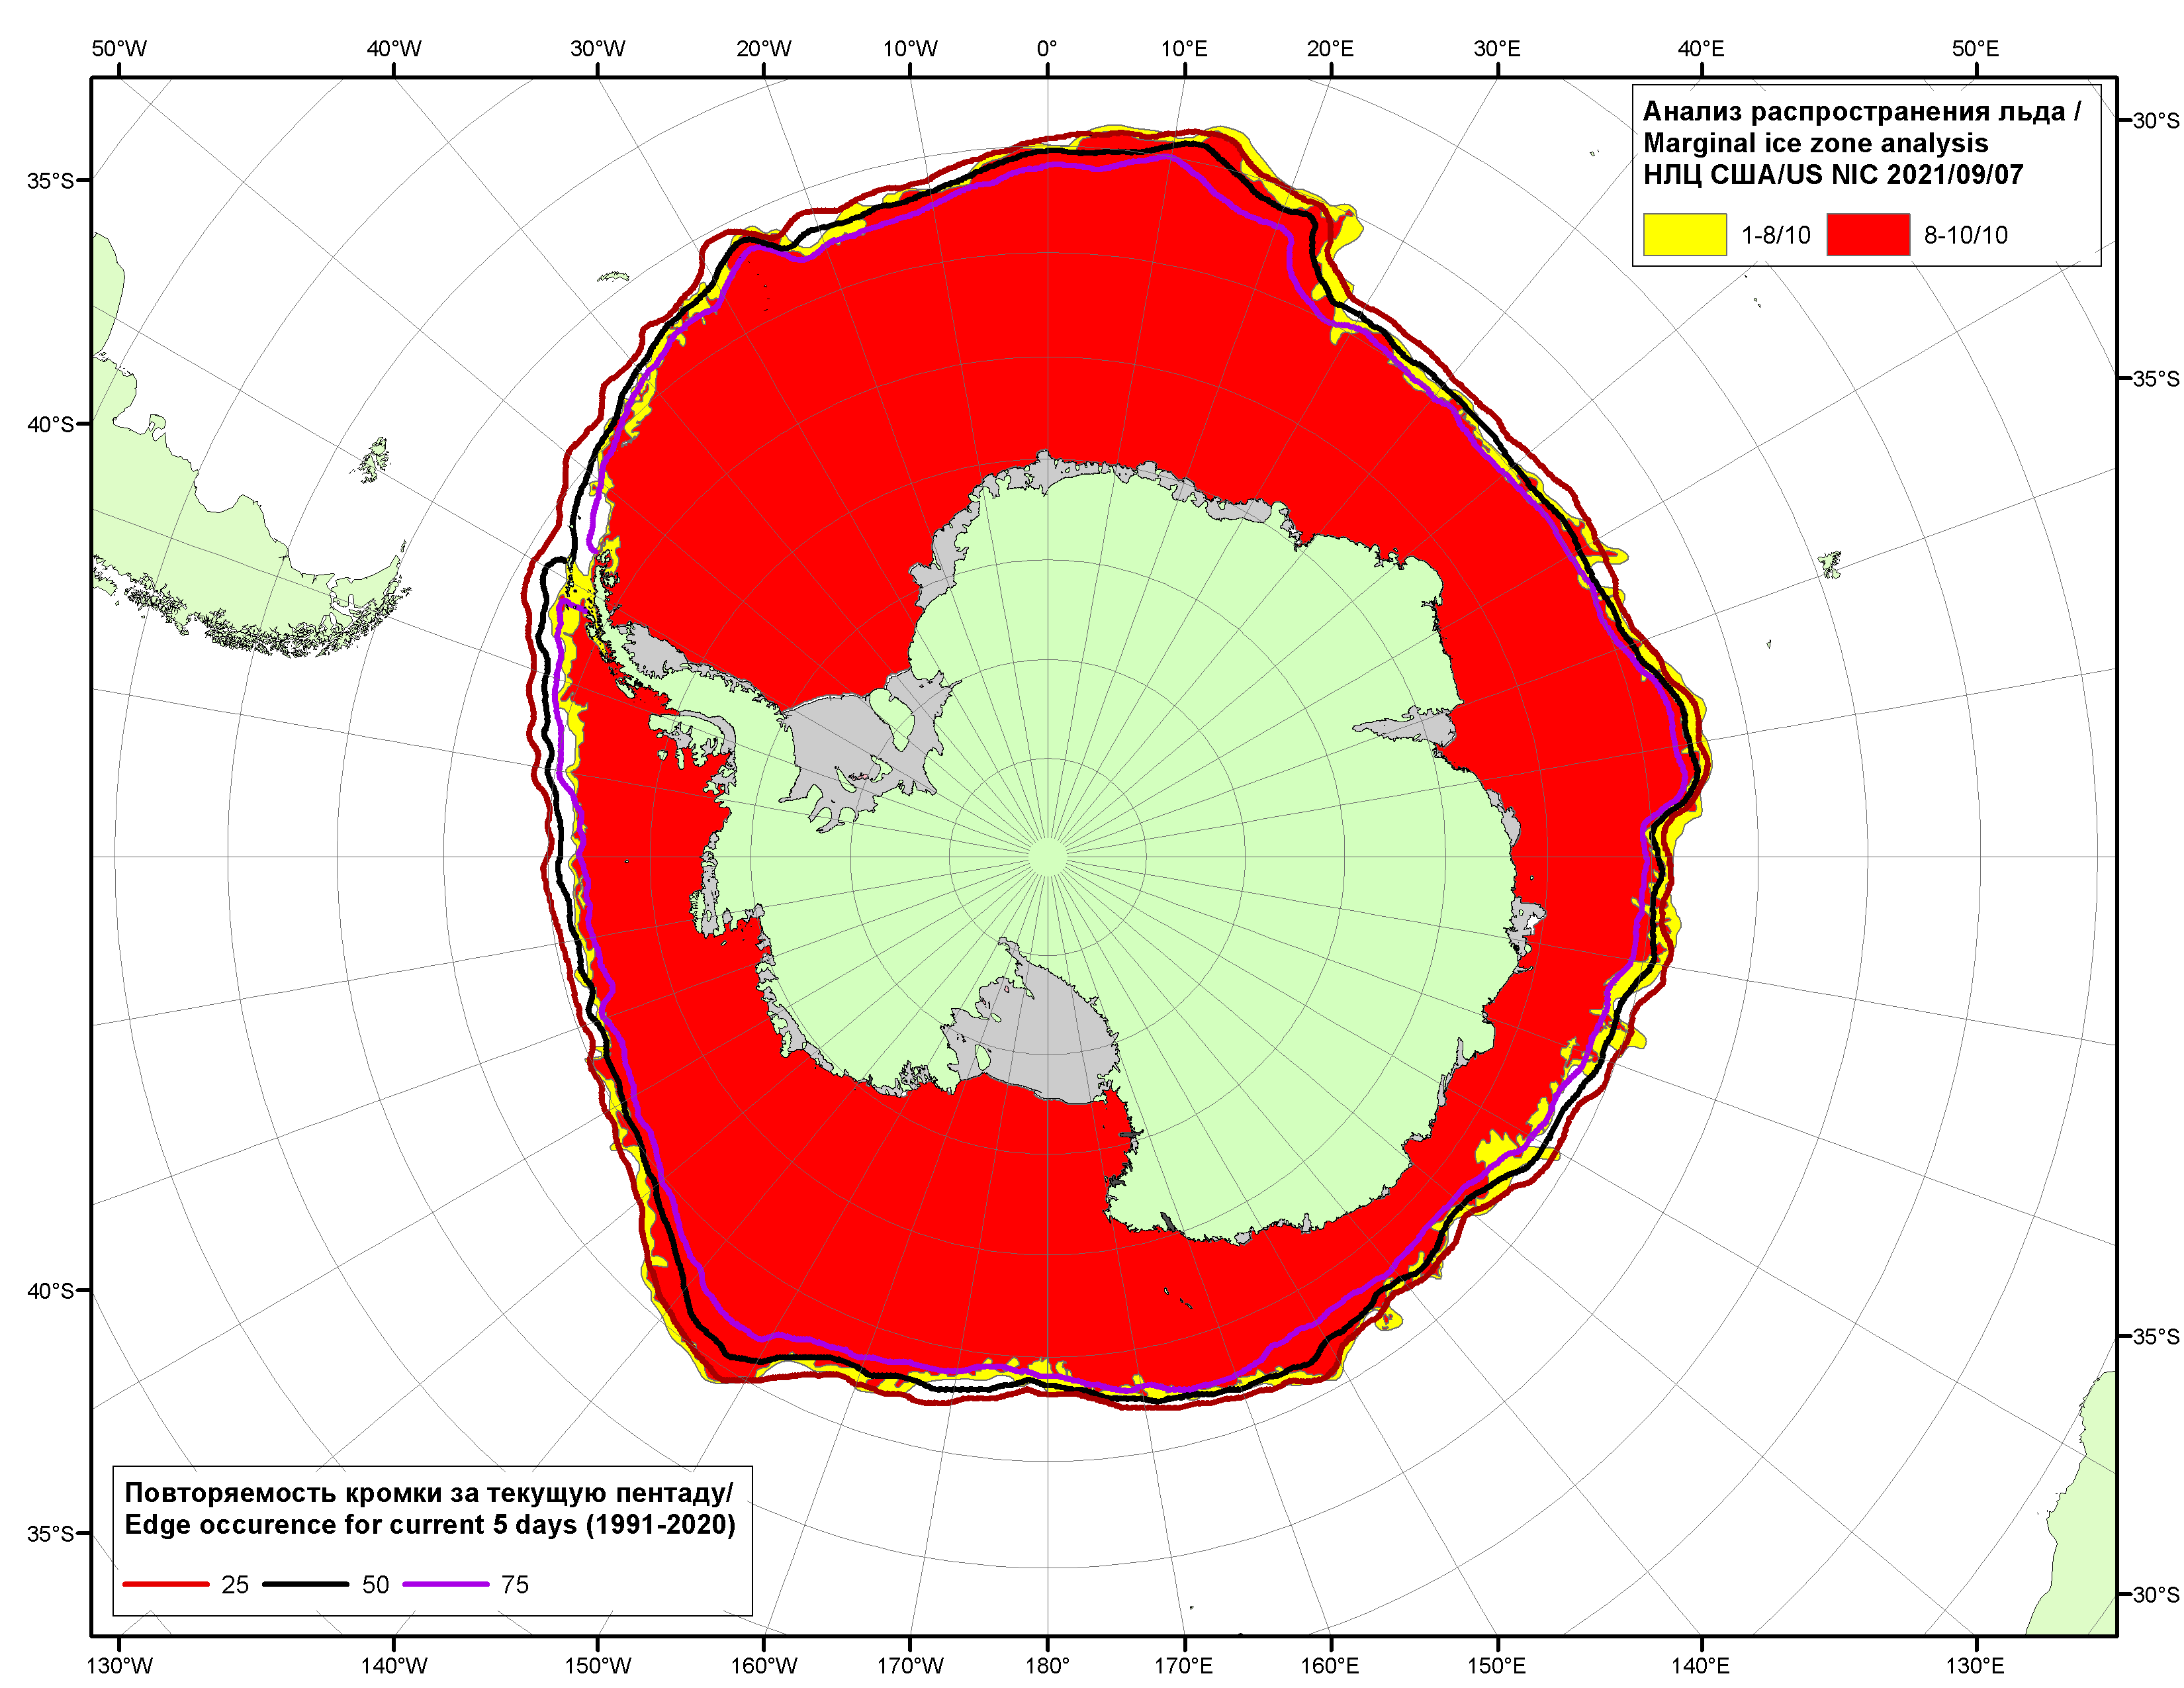 50°W 40°W 30°W 20°W 10°W 0° 10°E 20°E 30°E 40°E 50°E
Анализ распространения льда /
Marginal ice zone analysis
НЛЦ США/US NIC 2021/09/07
1-8/10 8-10/10
30°S
35°S
35°S
40°S
40°S
35°S
35°S
30°S
Повторяемость кромки за текущую пентаду/
Edge occurence for current 5 days (1991-2020)
25 50 75
130°W 140°W 150°W 160°W 170°W 180° 170°E 160°E 150°E 140°E 130°E